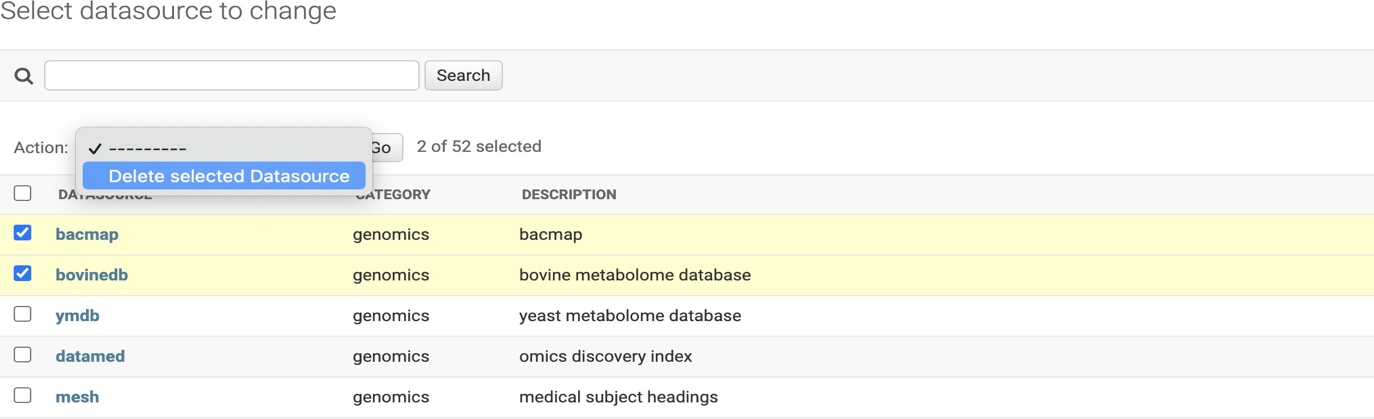 Select datasource to change
Search
Action: ✓ --------- Go 2 of 52 selected
Delete selected Datasource
DATASOURCE CATEGORY DESCRIPTION
bacmap genomics bacmap
bovinedb genomics bovine metabolome database
ymdb genomics yeast metabolome database
datamed genomics omics discovery index
mesh genomics medical subject headings